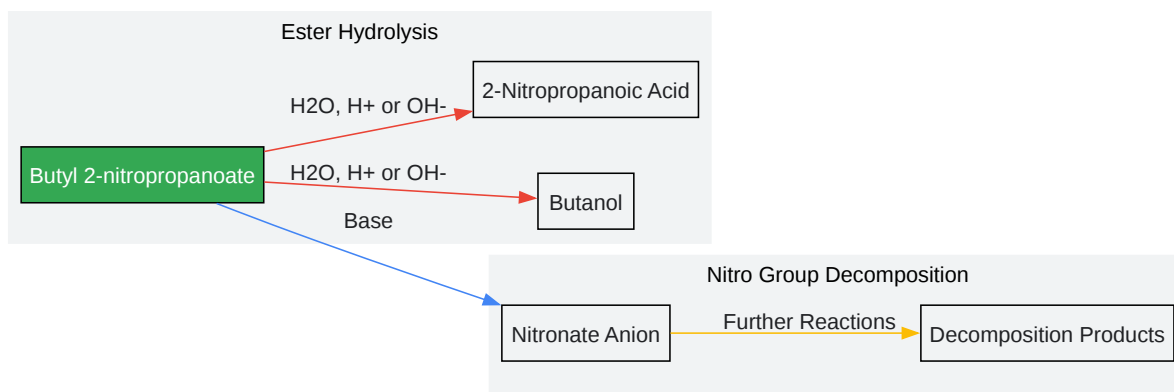 Ester Hydrolysis
2-Nitropropanoic Acid
H2O, H+ or OH-
Butyl 2-nitropropanoate
H2O, H+ or OH-
Butanol
Base
Nitro Group Decomposition
Nitronate Anion
Further Reactions
Decomposition Products